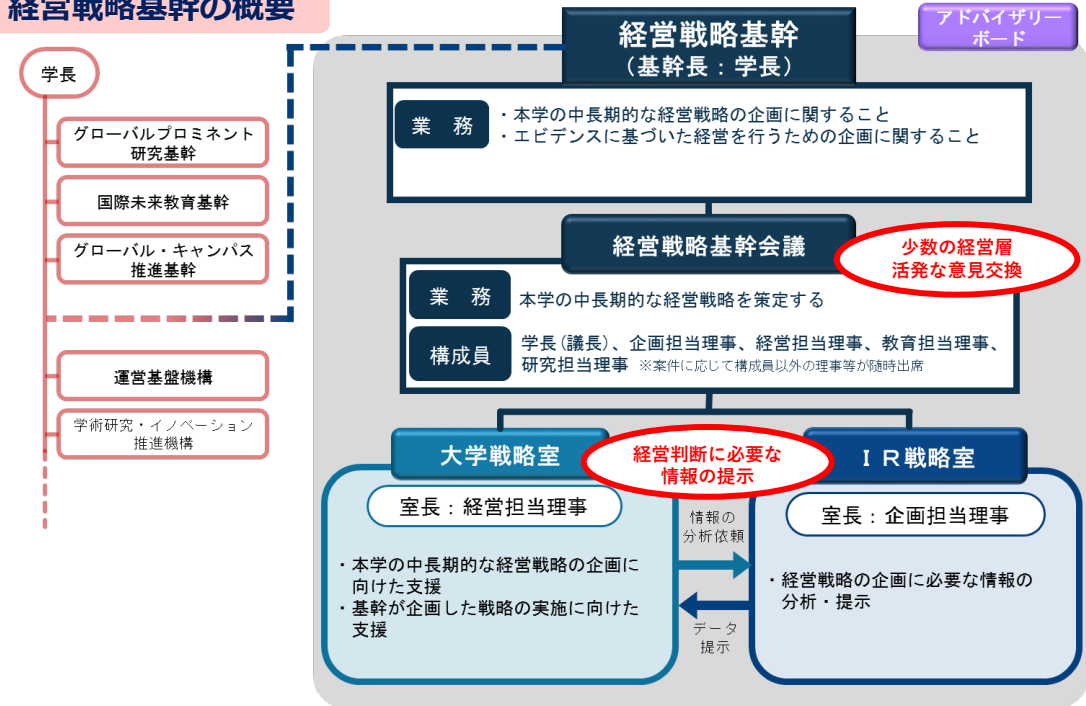 経営戦略基幹の概要
学長
グローバルプロミネント
研究基幹
国際未来教育基幹
グローバル・キャンパス
推進基幹
運営基盤機構
学術研究・イノベーション
推進機構
アドバイザリー
ボード
経営戦略基幹
(基幹長:学長)
業 務
・本学の中長期的な経営戦略の企画に関すること
・エビデンスに基づいた経営を行うための企画に関すること
経営戦略基幹会議
少数の経営層
活発な意見交換
業 務
本学の中長期的な経営戦略を策定する
構成員
学長(議長)、企画担当理事、経営担当理事、教育担当理事、
研究担当理事 ※案件に応じて構成員以外の理事等が随時出席
大学戦略室
経営判断に必要な
情報の提示
IR戦略室
室長:経営担当理事
・本学の中長期的な経営戦略の企画に
向けた支援
・基幹が企画した戦略の実施に向けた
支援
情報の
分析依頼
データ
提示
室長:企画担当理事
・経営戦略の企画に必要な情報の
分析・提示